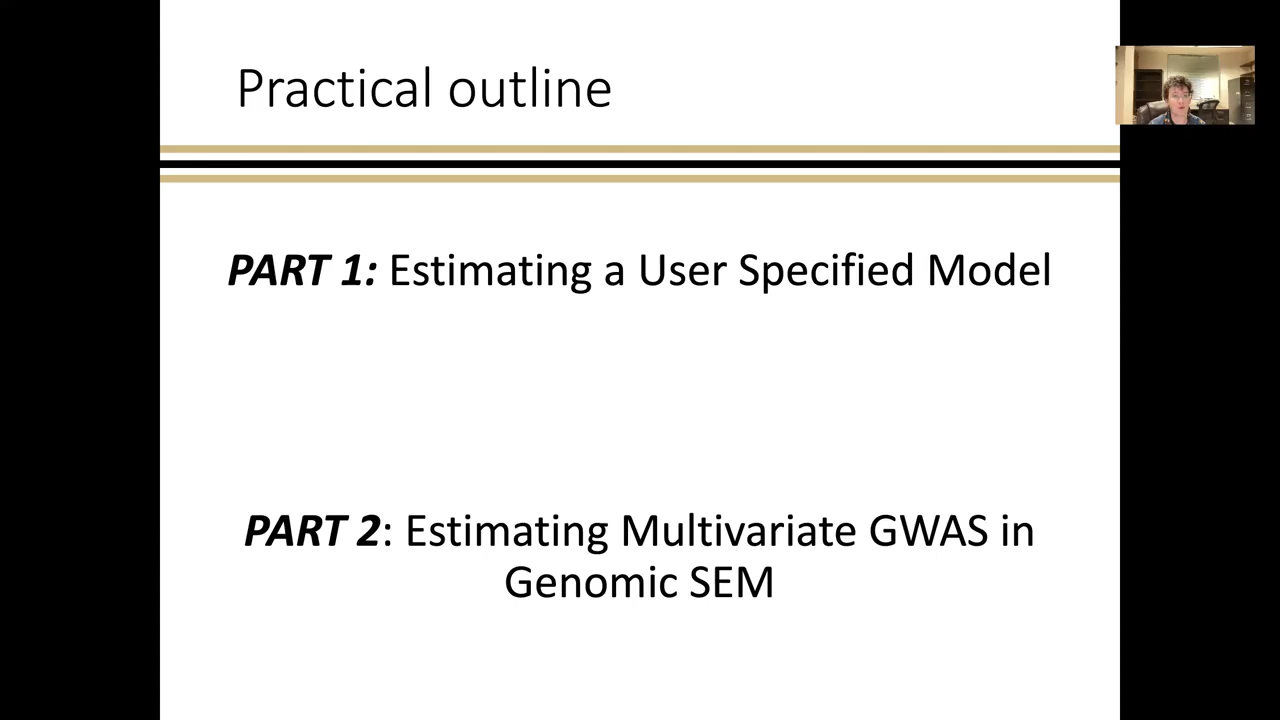 Practical outline
PART 1: Estimating a User Specified Model
PART 2: Estimating Multivariate GWAS in
Genomic SEM